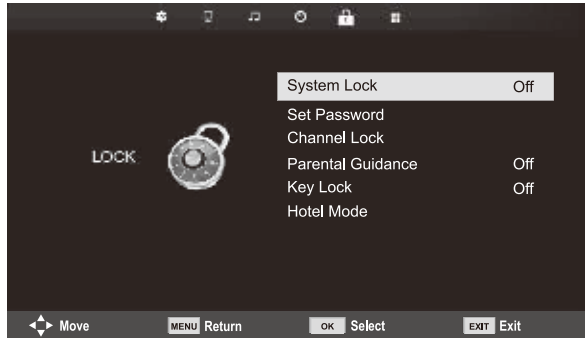 LOCK
System Lock Off
Set Password
Channel Lock
Parental Guidance Off
Key Lock Off
Hotel Mode
Move MENU Return OK Select EXIT Exit